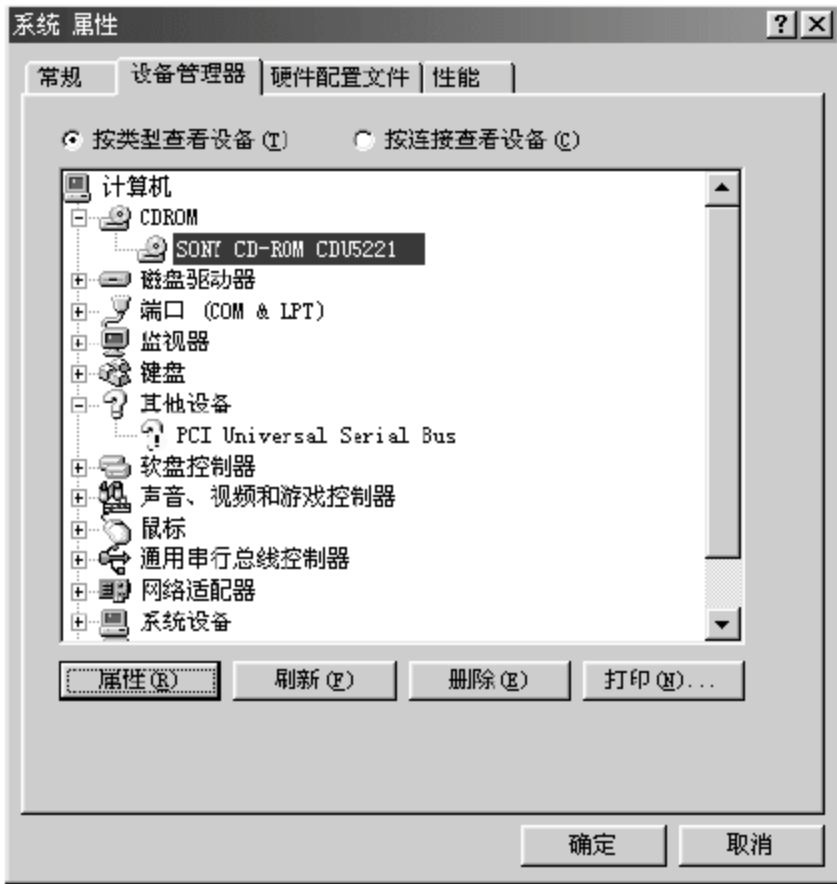 系统 属性
常规 设备管理器 硬件配置文件 性能
按类型查看设备(T) 按连接查看设备(C)
计算机
CDROM
SONY CD-ROM CDU5221
磁盘驱动器
端口 (COM & LPT)
监视器
键盘
其他设备
PCI Universal Serial Bus
软盘控制器
声音、视频和游戏控制器
鼠标
通用串行总线控制器
网络适配器
系统设备
属性(R) 刷新(F) 删除(E) 打印(N)...
确定 取消